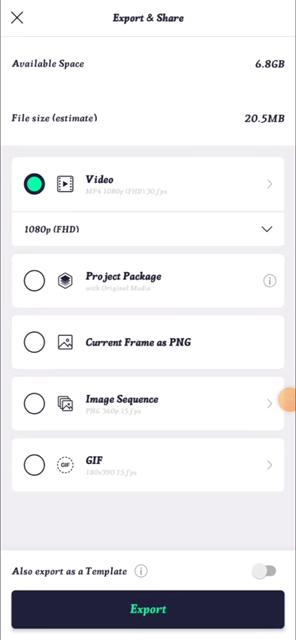 Export & Share
Available Space 6.8GB
File size (estimate) 20.5MB
Video
MP4 1080p (FHD) 30 fps
1080p (FHD)
Project Package
with Original Media
Current Frame as PNG
Image Sequence
PNG 360p 15 fps
GIF
GIF
180x390 15 fps
Also export as a Template
Export